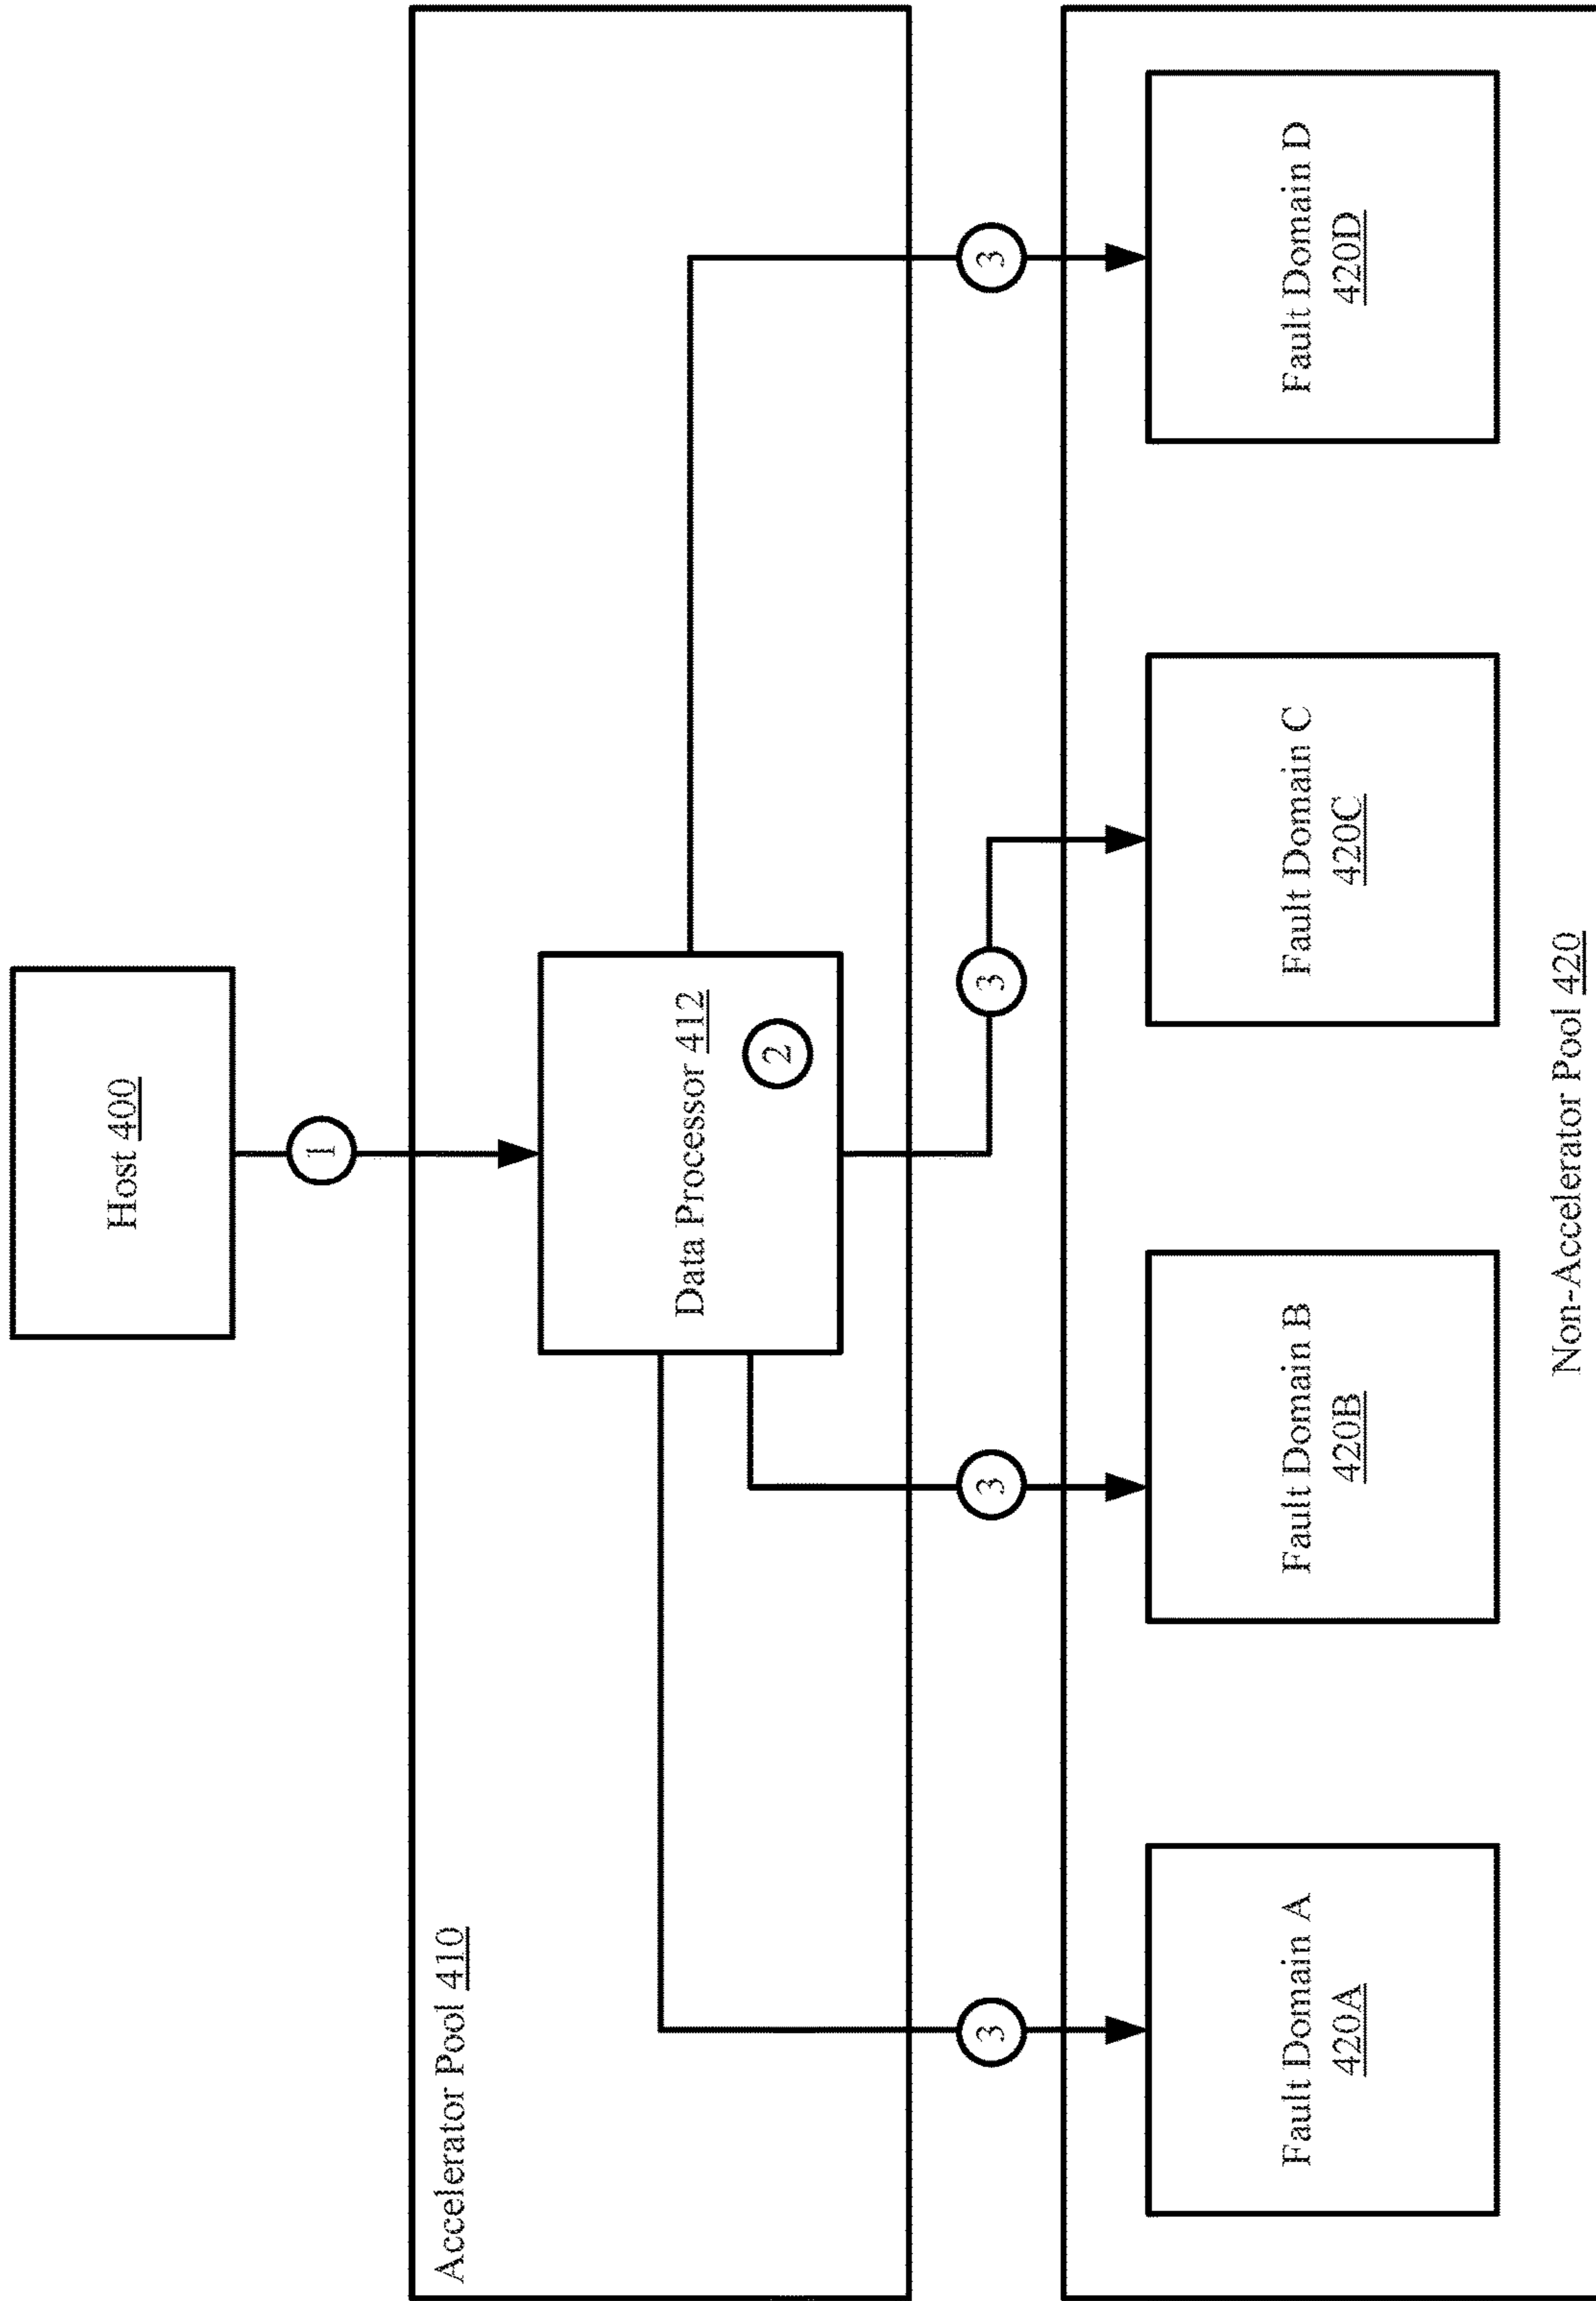 Host 400
1
Accelerator Pool 410
Data Processor 412
2
3
3
3
3
Fault Domain A
420A
Fault Domain B
420B
Fault Domain C
420C
Fault Domain D
420D
Non-Accelerator Pool 420